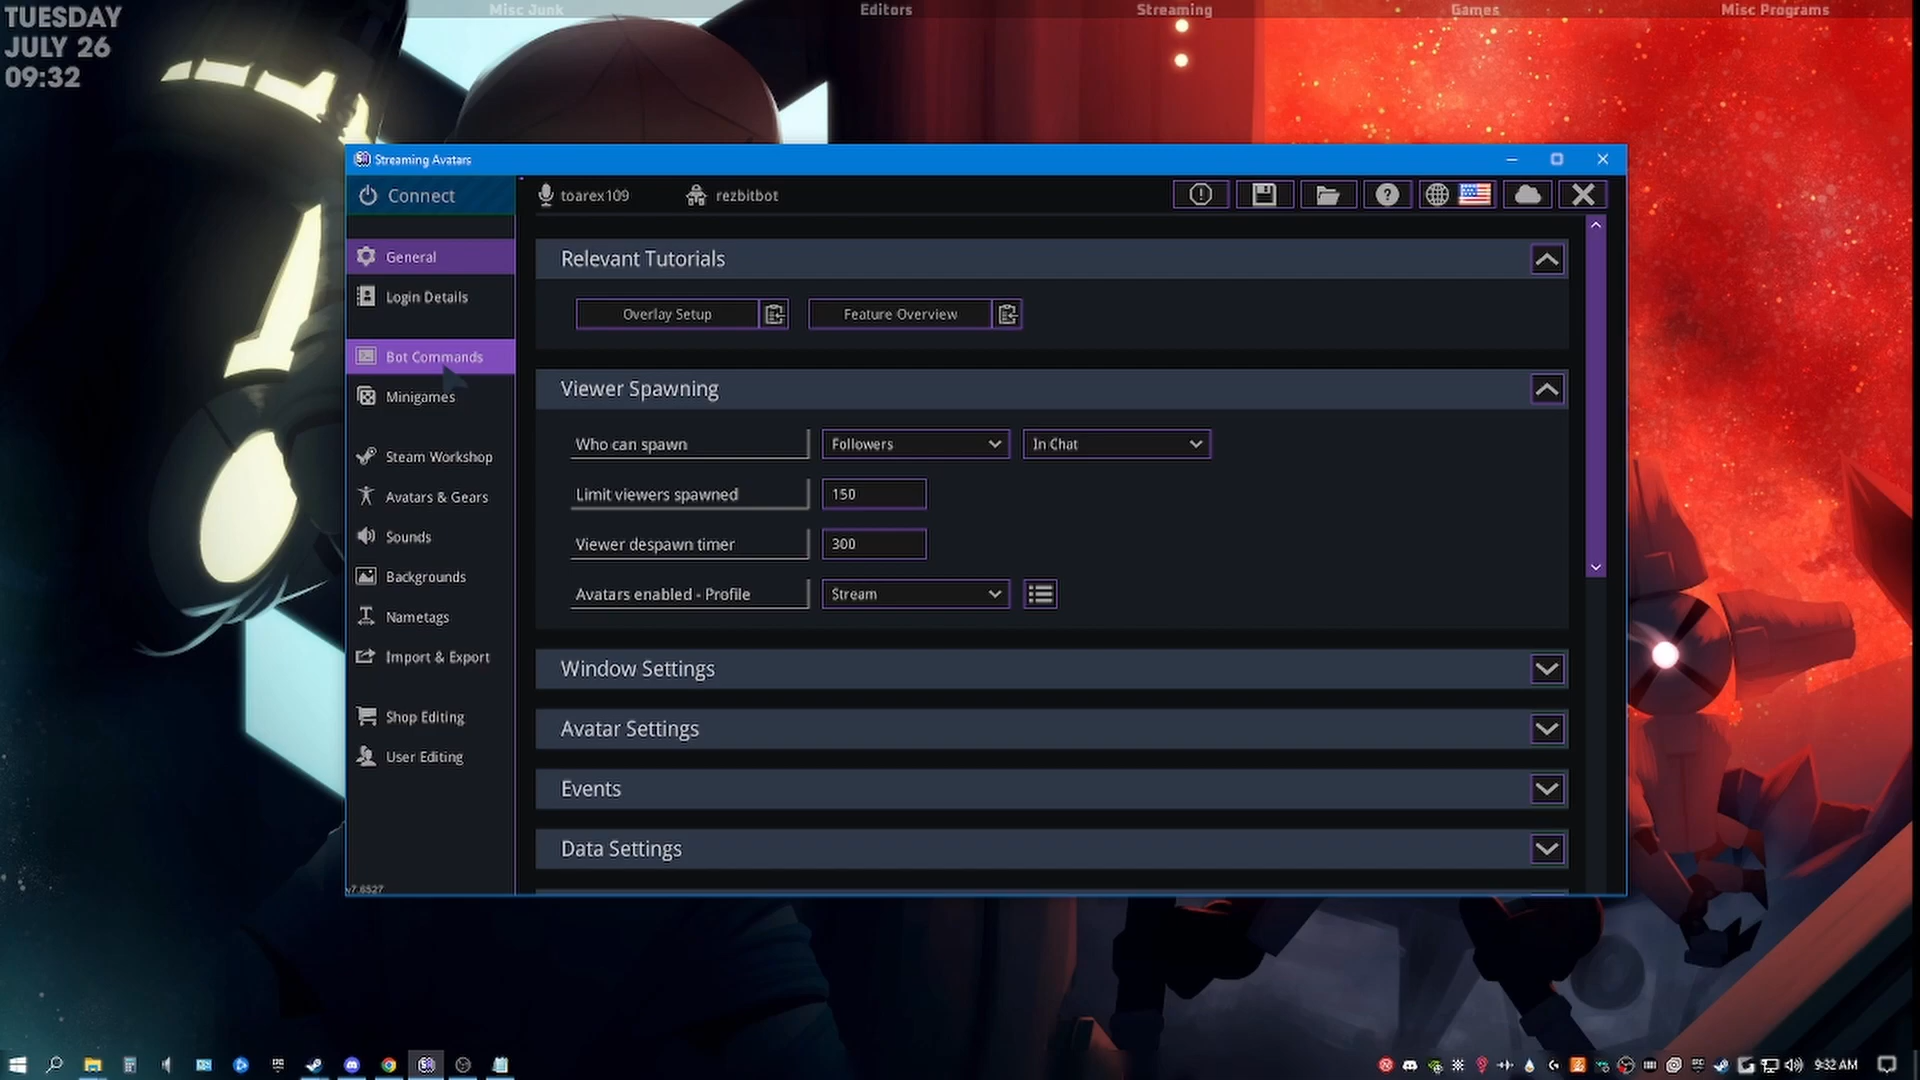 TUESDAY
JULY 26
09:32
Misc Junk
Editors
Streaming
Games
Misc Programs
Streaming Avatars
Connect
toarex109
rezbitbot
General
Login Details
Bot Commands
Minigames
Steam Workshop
Avatars & Gears
Sounds
Backgrounds
Nametags
Import & Export
Shop Editing
User Editing
v7.6527
Relevant Tutorials
Overlay Setup
Feature Overview
Viewer Spawning
Who can spawn
Followers
In Chat
Limit viewers spawned
150
Viewer despawn timer
300
Avatars enabled - Profile
Stream
Window Settings
Avatar Settings
Events
Data Settings
9:32 AM